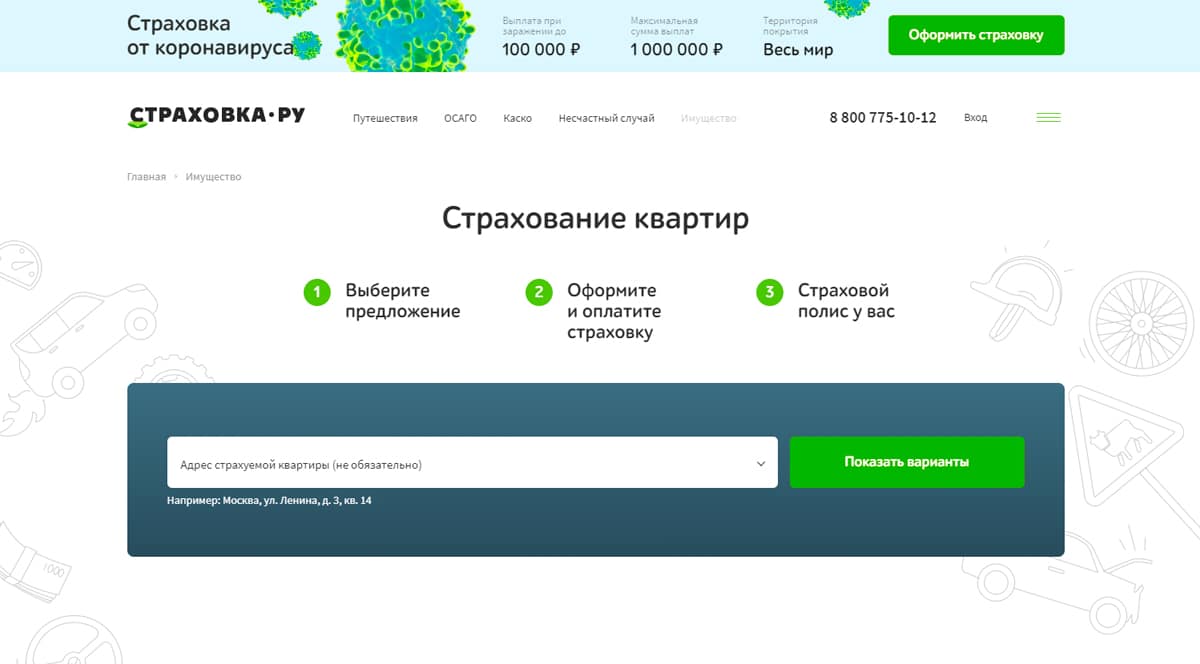 Страховка
от коронавируса
Выплата при
заражении до
100 000 ₽
Максимальная
сумма выплат
1 000 000 ₽
Территория
покрытия
Весь мир
Оформить страховку
СТРАХОВКА·РУ
Путешествия
ОСАГО
Каско
Несчастный случай
Имущество
8 800 775-10-12
Вход
Главная
Имущество
Страхование квартир
1
Выберите
предложение
2
Оформите
и оплатите
страховку
3
Страховой
полис у вас
Адрес страхуемой квартиры (не обязательно)
Показать варианты
Например: Москва, ул. Ленина, д. 3, кв. 14
1000